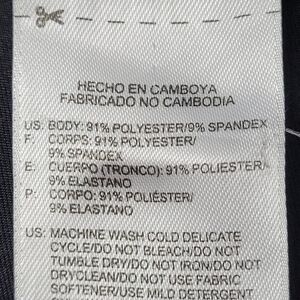 HECHO EN CAMBOYA
FABRICADO NO CAMBODIA
US: BODY: 91% POLYESTER/9% SPANDEX
F: CORPS: 91% POLYESTER/
9% SPANDEX
E: CUERPO (TRONCO): 91% POLIESTER/
9% ELASTANO
P: CORPO: 91% POLIÉSTER/
9% ELASTANO
US: MACHINE WASH COLD DELICATE
CYCLE/DO NOT BLEACH/DO NOT
TUMBLE DRY/DO NOT IRON/DO NOT
DRYCLEAN/DO NOT USE FABRIC
SOFTENER/USE MILD DETERGENT